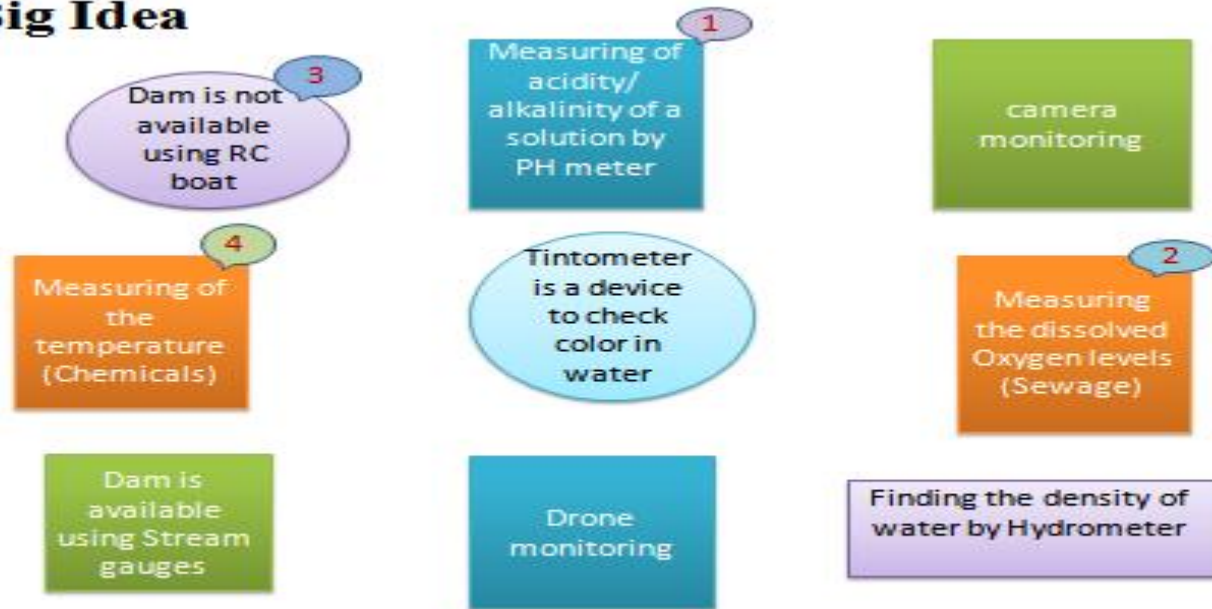 Big Idea
3
Dam is not
available
using RC
boat
1
Measuring of
acidity/
alkalinity of a
solution by
PH meter
camera
monitoring
4
Measuring of
the
temperature
(Chemicals)
Tintometer
is a device
to check
color in
water
2
Measuring
the dissolved
Oxygen levels
(Sewage)
Dam is
available
using Stream
gauges
Drone
monitoring
Finding the density of
water by Hydrometer